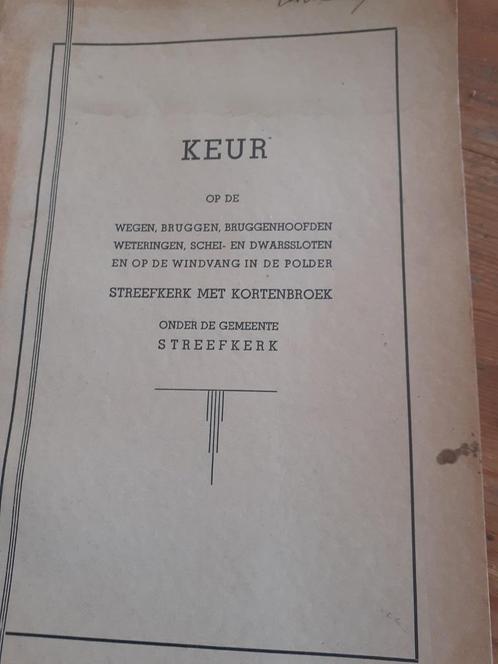 KEUR
OP DE
WEGEN, BRUGGEN, BRUGGENHOOFDEN
WETERINGEN, SCHEI- EN DWARSSLOTEN
EN OP DE WINDVANG IN DE POLDER
STREEFKERK MET KORTENBROEK
ONDER DE GEMEENTE
STREEFKERK